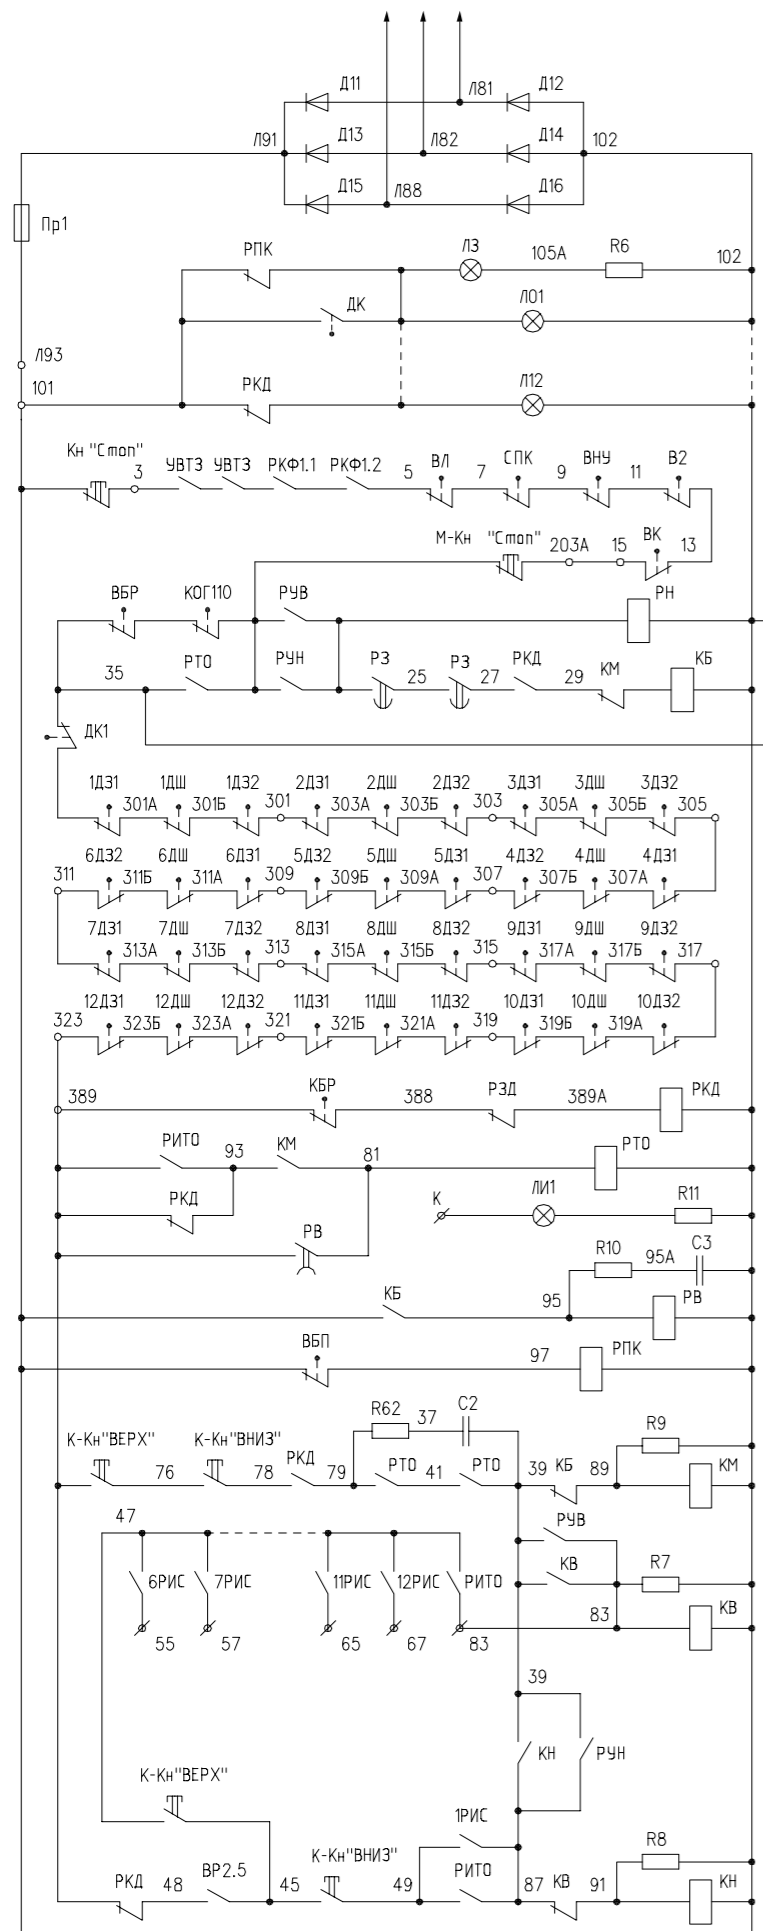 Д11 Л81 Д12
Л91 Д13 Л82 Д14 102
Д15 Л88 Д16
Пр1
РПК Л3 105А R6 102
ДК Л01
Л93
101 РКД Л12
Кн "Стоп" 3 УВТЗ УВТЗ РКФ1.1 РКФ1.2 5 ВЛ 7 СПК 9 ВНУ 11 В2
М-Кн "Стоп" 203А 15 ВК 13
ВБР КОГ110 РУВ РН
35 РТО РУН РЗ 25 РЗ 27 РКД 29 КМ КБ
ДК1
1ДЗ1 301А 1ДШ 301Б 1ДЗ2 301 2ДЗ1 303А 2ДШ 303Б 2ДЗ2 303 3ДЗ1 305А 3ДШ 305Б 3ДЗ2 305
311 6ДЗ2 311Б 6ДШ 311А 6ДЗ1 309 5ДЗ2 309Б 5ДШ 309А 5ДЗ1 307 4ДЗ2 307Б 4ДШ 307А 4ДЗ1
7ДЗ1 313А 7ДШ 313Б 7ДЗ2 313 8ДЗ1 315А 8ДШ 315Б 8ДЗ2 315 9ДЗ1 317А 9ДШ 317Б 9ДЗ2 317
323 12ДЗ1 323Б 12ДШ 323А 12ДЗ2 321 11ДЗ1 321Б 11ДШ 321А 11ДЗ2 319 10ДЗ1 319Б 10ДШ 319А 10ДЗ2
389 КБР 388 РЗД 389А РКД
РИТО 93 КМ 81 РТО
РКД К ЛИ1 R11
РВ R10 95А С3
КБ 95 РВ
ВБП 97 РПК
R62 37 С2 R9
К-Кн"ВЕРХ" 76 К-Кн"ВНИЗ" 78 РКД 79 РТО 41 РТО 39 КБ 89 КМ
47 РУВ
6РИС 7РИС 11РИС 12РИС РИТО КВ R7
55 57 65 67 83 83 КВ
39
КН РУН
К-Кн"ВЕРХ"
1РИС R8
РКД 48 ВР2.5 45 К-Кн"ВНИЗ" 49 РИТО 87 КВ 91 КН